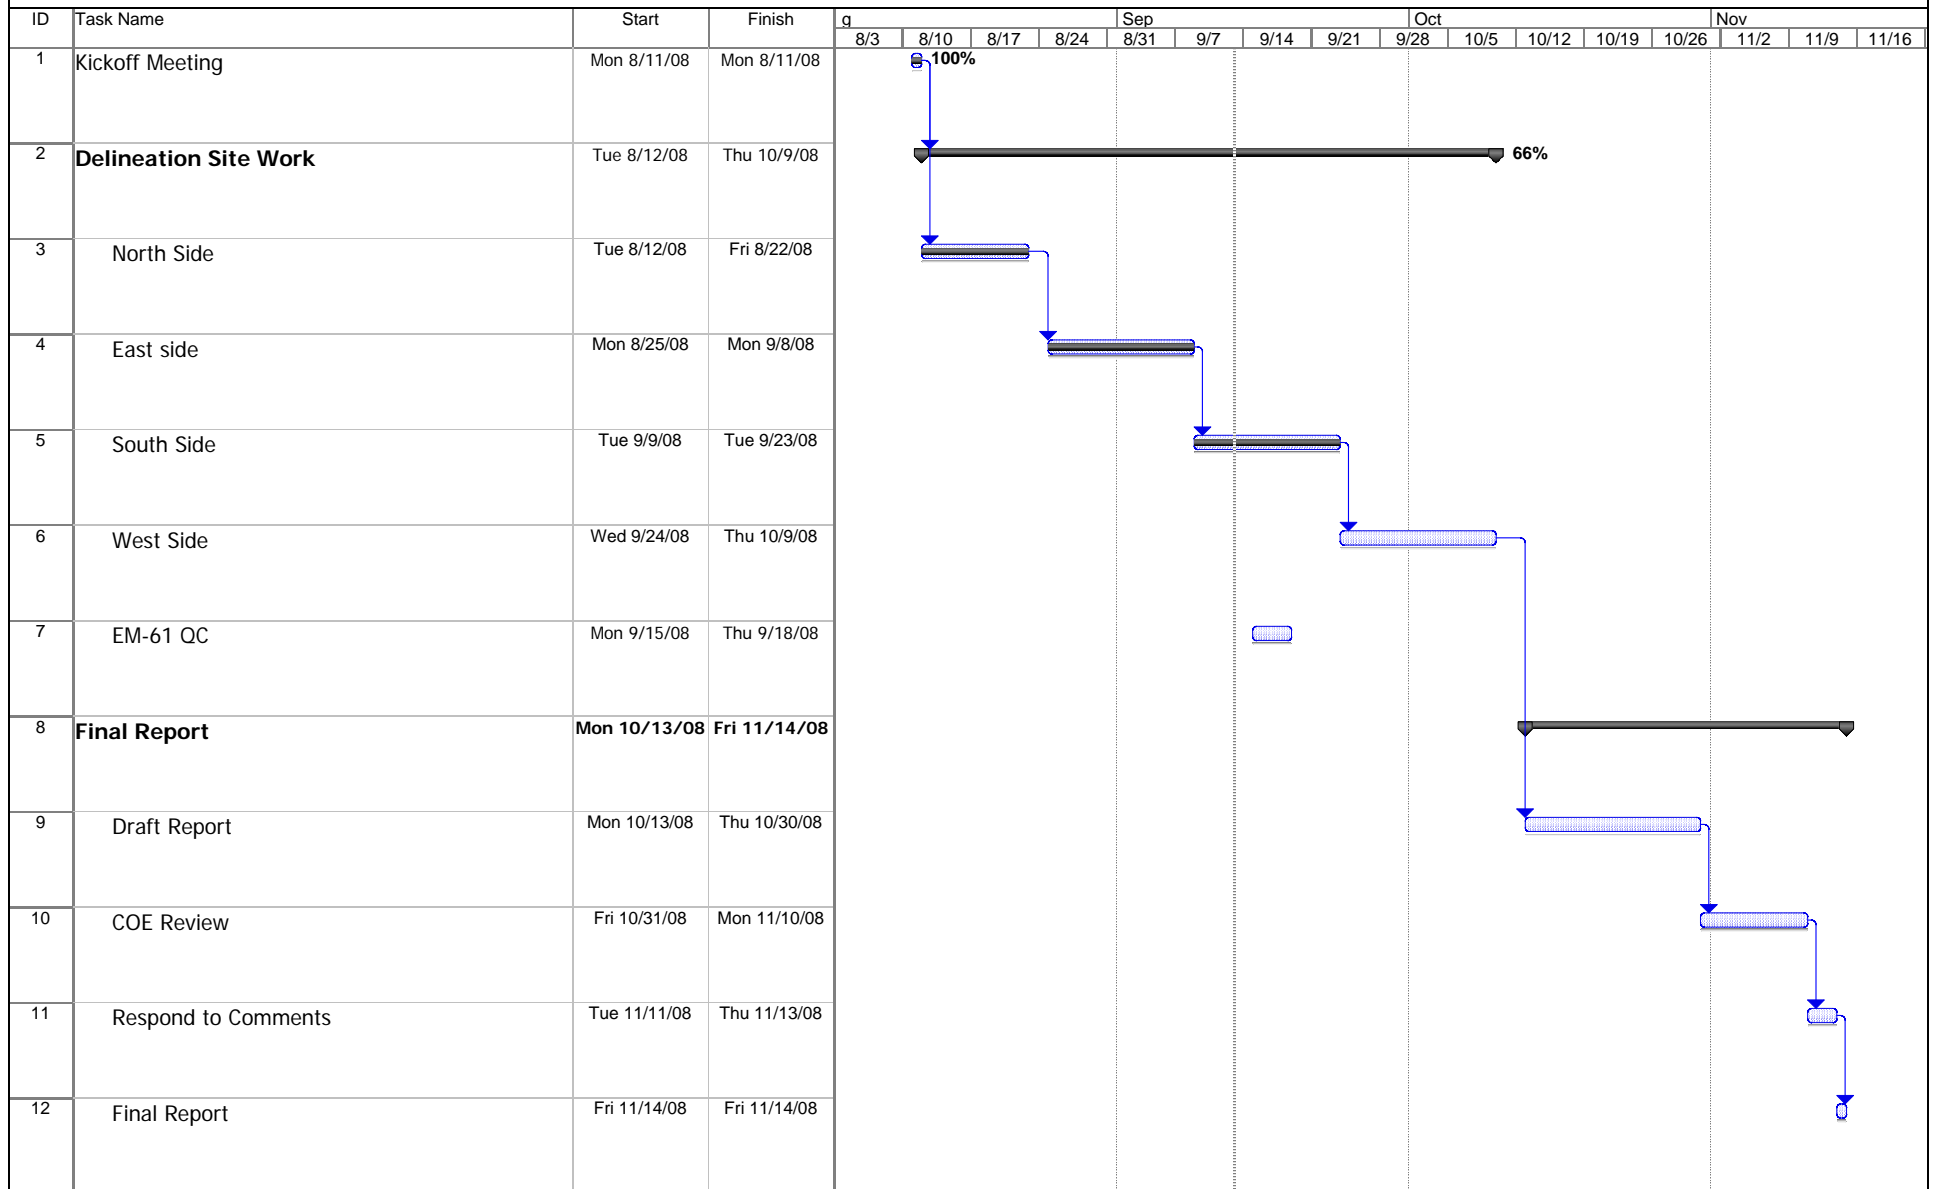 ID Task Name Start Finish g Sep Oct Nov
8/3 8/10 8/17 8/24 8/31 9/7 9/14 9/21 9/28 10/5 10/12 10/19 10/26 11/2 11/9 11/16
1 Kickoff Meeting Mon 8/11/08 Mon 8/11/08 100%
2 Delineation Site Work Tue 8/12/08 Thu 10/9/08 66%
3 North Side Tue 8/12/08 Fri 8/22/08
4 East side Mon 8/25/08 Mon 9/8/08
5 South Side Tue 9/9/08 Tue 9/23/08
6 West Side Wed 9/24/08 Thu 10/9/08
7 EM-61 QC Mon 9/15/08 Thu 9/18/08
8 Final Report Mon 10/13/08 Fri 11/14/08
9 Draft Report Mon 10/13/08 Thu 10/30/08
10 COE Review Fri 10/31/08 Mon 11/10/08
11 Respond to Comments Tue 11/11/08 Thu 11/13/08
12 Final Report Fri 11/14/08 Fri 11/14/08